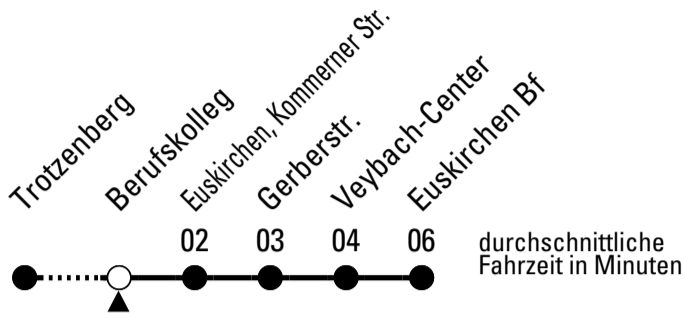 Trotzenberg
Berufskolleg
Euskirchen, Kommerner Str.
Gerberstr.
Veybach-Center
Euskirchen Bf
02 03 04 06
durchschnittliche
Fahrzeit in Minuten